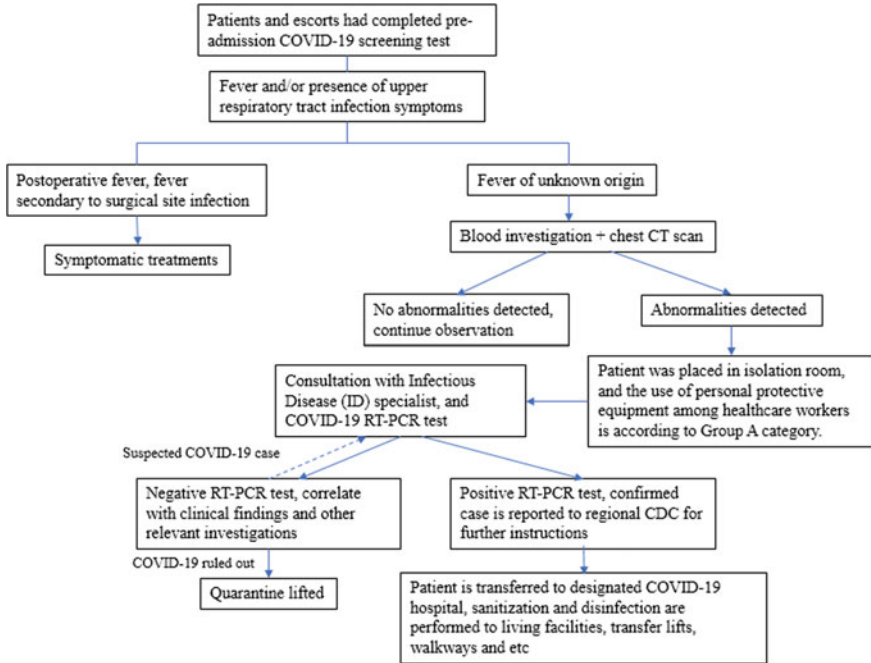 Patients and escorts had completed pre-
admission COVID-19 screening test
Fever and/or presence of upper
respiratory tract infection symptoms
Postoperative fever, fever
secondary to surgical site infection
Fever of unknown origin
Symptomatic treatments
Blood investigation + chest CT scan
No abnormalities detected,
continue observation
Abnormalities detected
Consultation with Infectious
Disease (ID) specialist, and
COVID-19 RT-PCR test
Patient was placed in isolation room,
and the use of personal protective
equipment among healthcare workers
is according to Group A category.
Suspected COVID-19 case
Negative RT-PCR test, correlate
with clinical findings and other
relevant investigations
Positive RT-PCR test, confirmed
case is reported to regional CDC for
further instructions
COVID-19 ruled out
Quarantine lifted
Patient is transferred to designated COVID-19
hospital, sanitization and disinfection are
performed to living facilities, transfer lifts,
walkways and etc